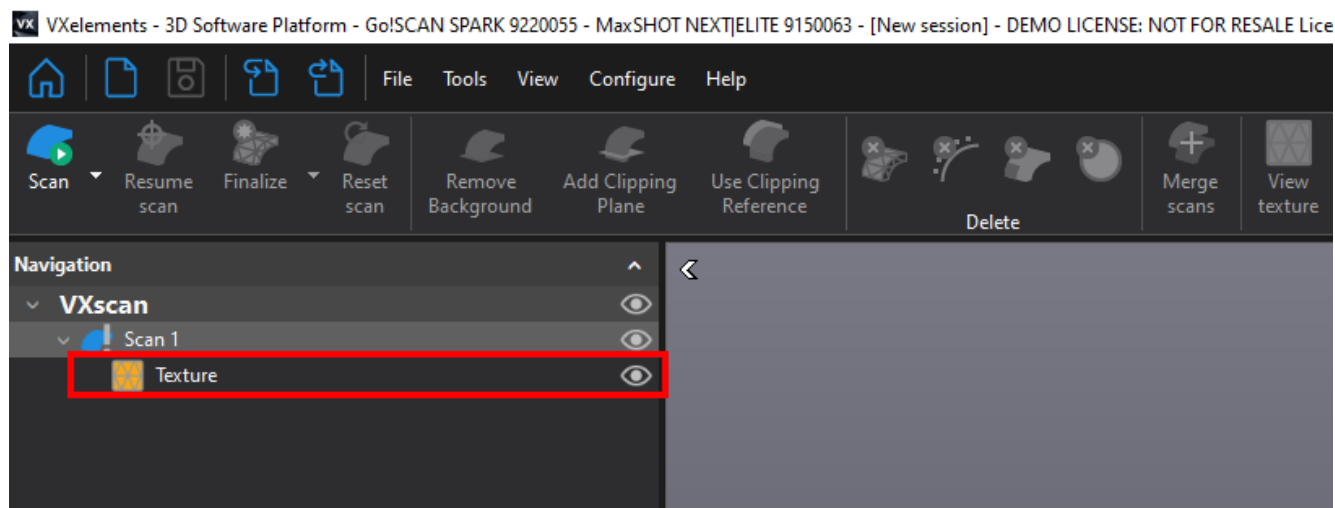 VX VXelements - 3D Software Platform - Go!SCAN SPARK 9220055 - MaxSHOT NEXT|ELITE 9150063 - [New session] - DEMO LICENSE: NOT FOR RESALE Lice
File Tools View Configure Help
Scan Resume Finalize Reset Remove Add Clipping Use Clipping Merge View
scan scan Background Plane Reference scans texture
Delete
Navigation
VXscan
Scan 1
Texture